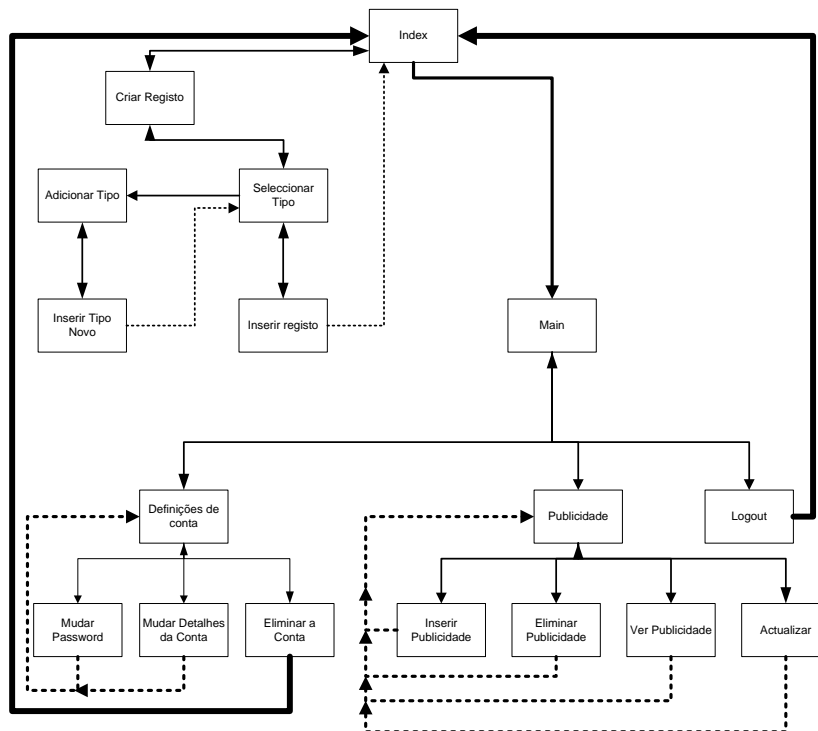 Index
Criar Registo
Adicionar Tipo
Seleccionar
Tipo
Inserir Tipo
Novo
Inserir registo
Main
Definições de
conta
Publicidade
Logout
Mudar
Password
Mudar Detalhes
da Conta
Eliminar a
Conta
Inserir
Publicidade
Eliminar
Publicidade
Ver Publicidade
Actualizar